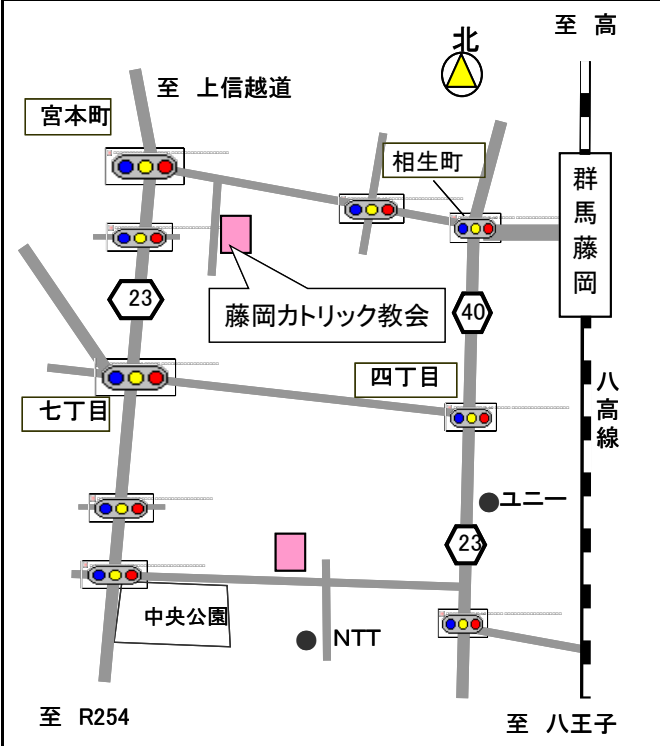 至 高
北
至 上信越道
宮本町
相生町
群馬藤岡
23
藤岡カトリック教会
40
四丁目
八高線
七丁目
ユニー
23
中央公園
NTT
至 R254
至 八王子